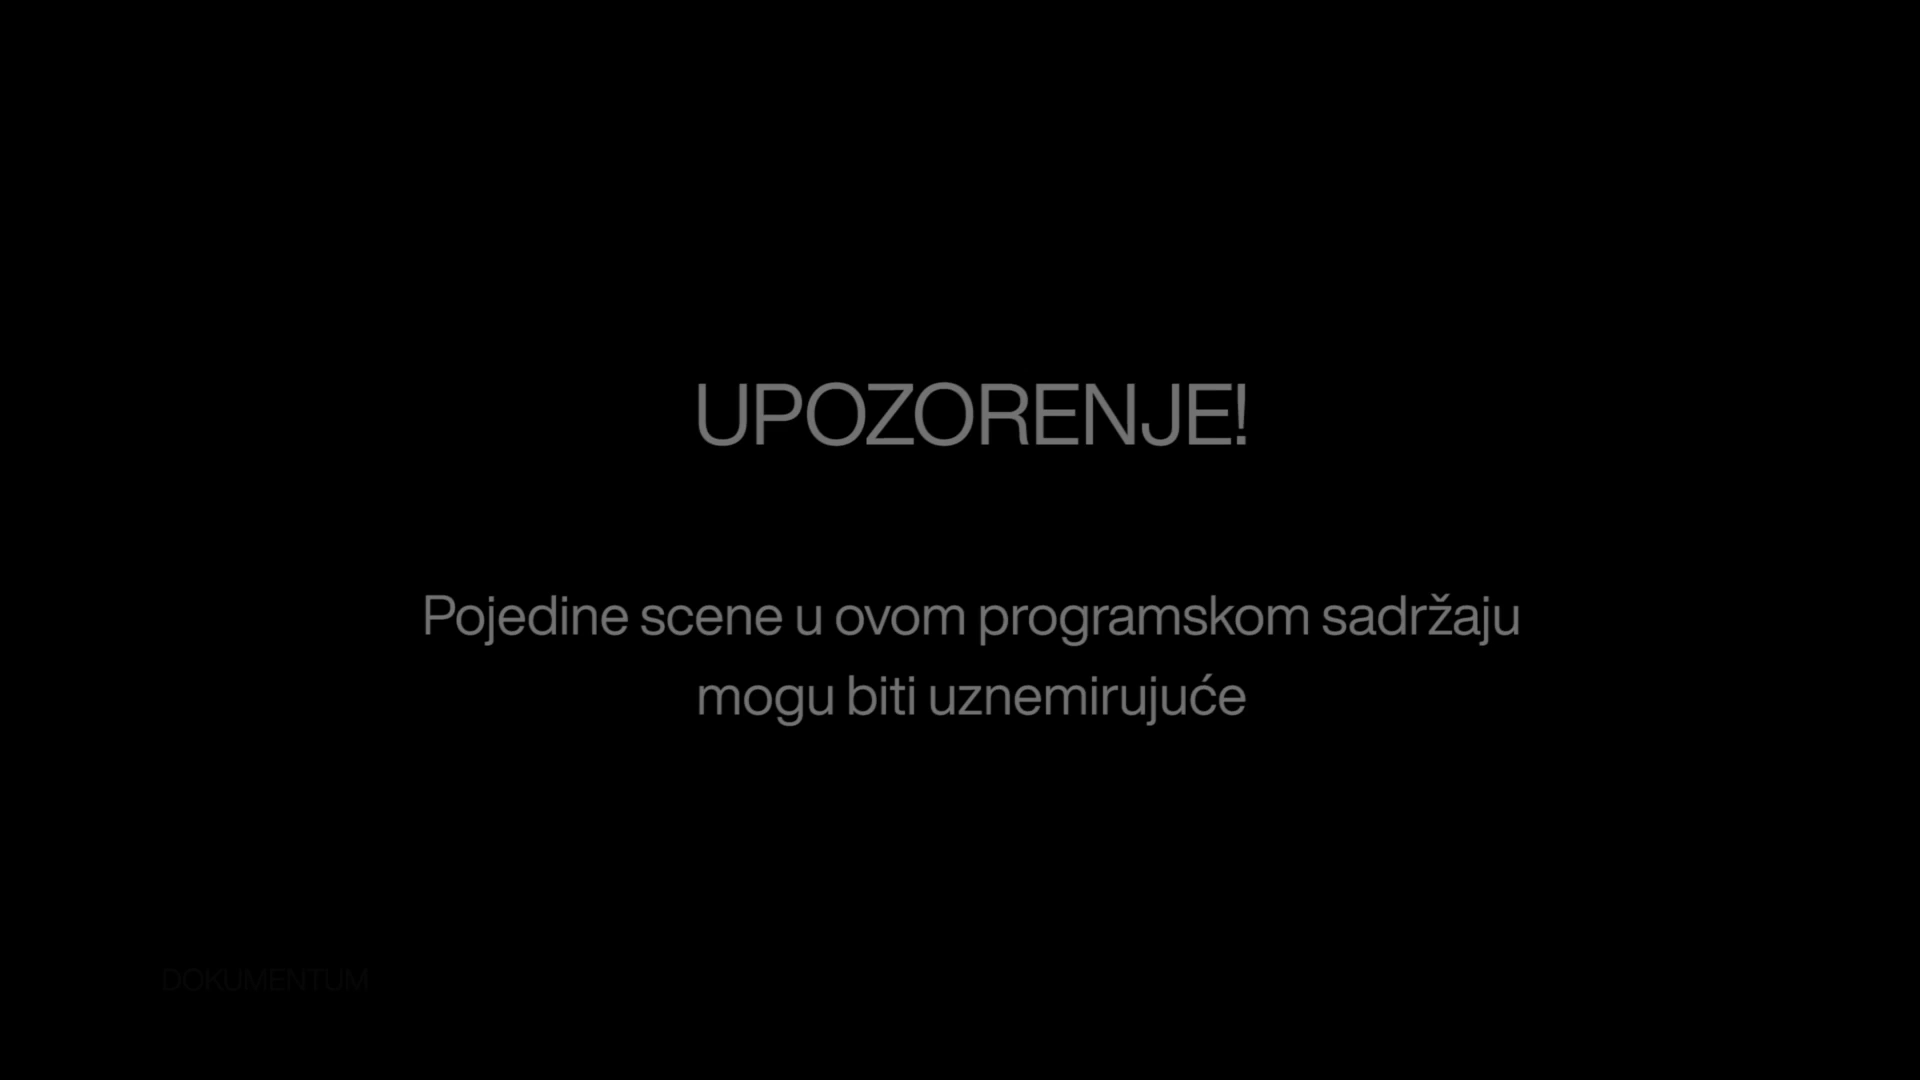 UPOZORENJE!
Pojedine scene u ovom programskom sadržaju
mogu biti uznemirujuće
DOKUMENTUM